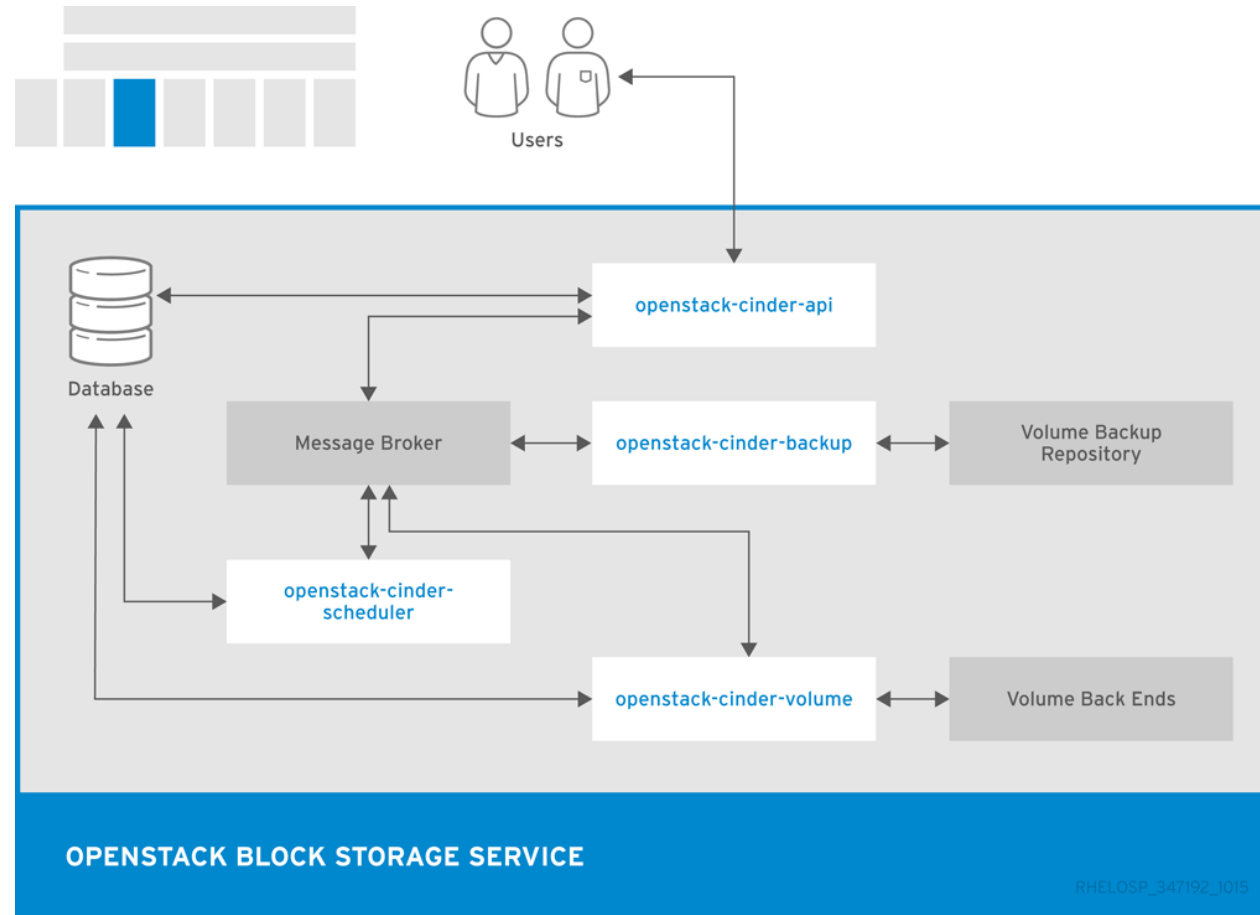 Users
openstack-cinder-api
Database
Message Broker
openstack-cinder-backup
Volume Backup
Repository
openstack-cinder-
scheduler
openstack-cinder-volume
Volume Back Ends
OPENSTACK BLOCK STORAGE SERVICE
RHELOSP_347192_1015